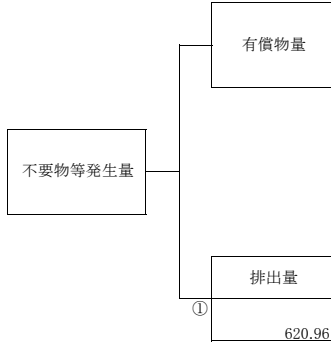 有償物量
不要物等発生量
排出量
①
620.96